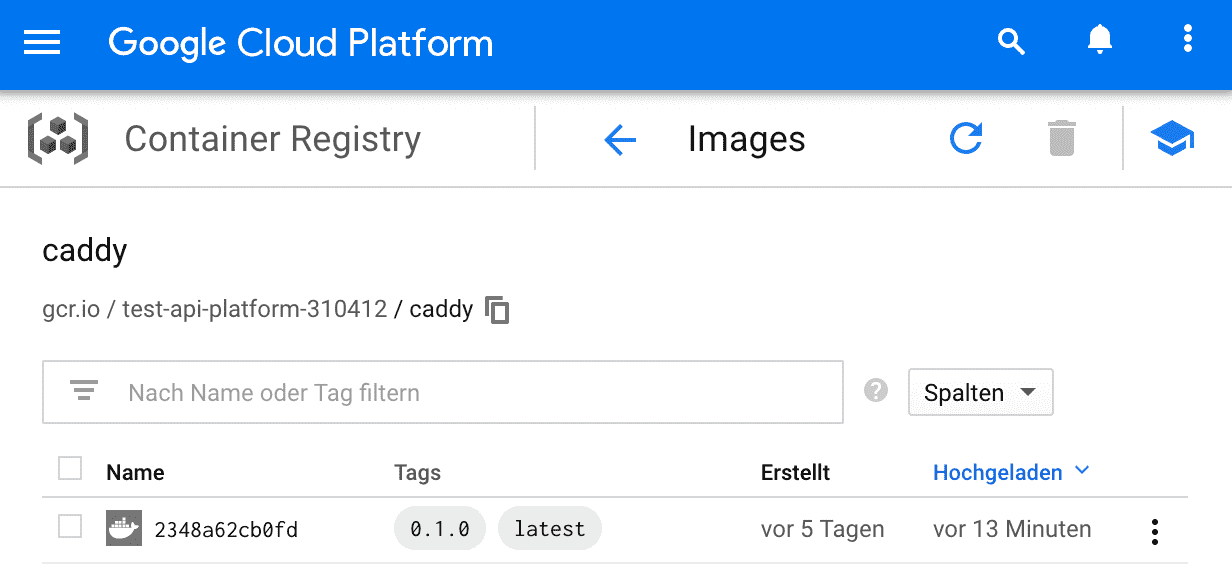 Google Cloud Platform
Container Registry Images
caddy
gcr.io / test-api-platform-310412 / caddy
Nach Name oder Tag filtern ? Spalten
Name Tags Erstellt Hochgeladen
2348a62cb0fd 0.1.0 latest vor 5 Tagen vor 13 Minuten